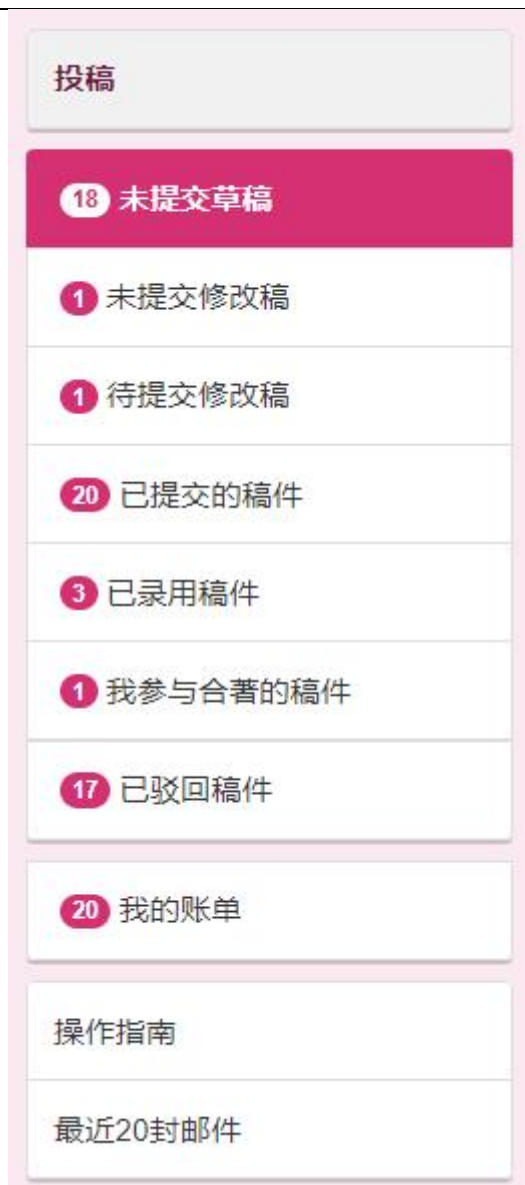 投稿
18 未提交草稿
1 未提交修改稿
1 待提交修改稿
20 已提交的稿件
3 已录用稿件
1 我参与合著的稿件
17 已驳回稿件
20 我的账单
操作指南
最近20封邮件